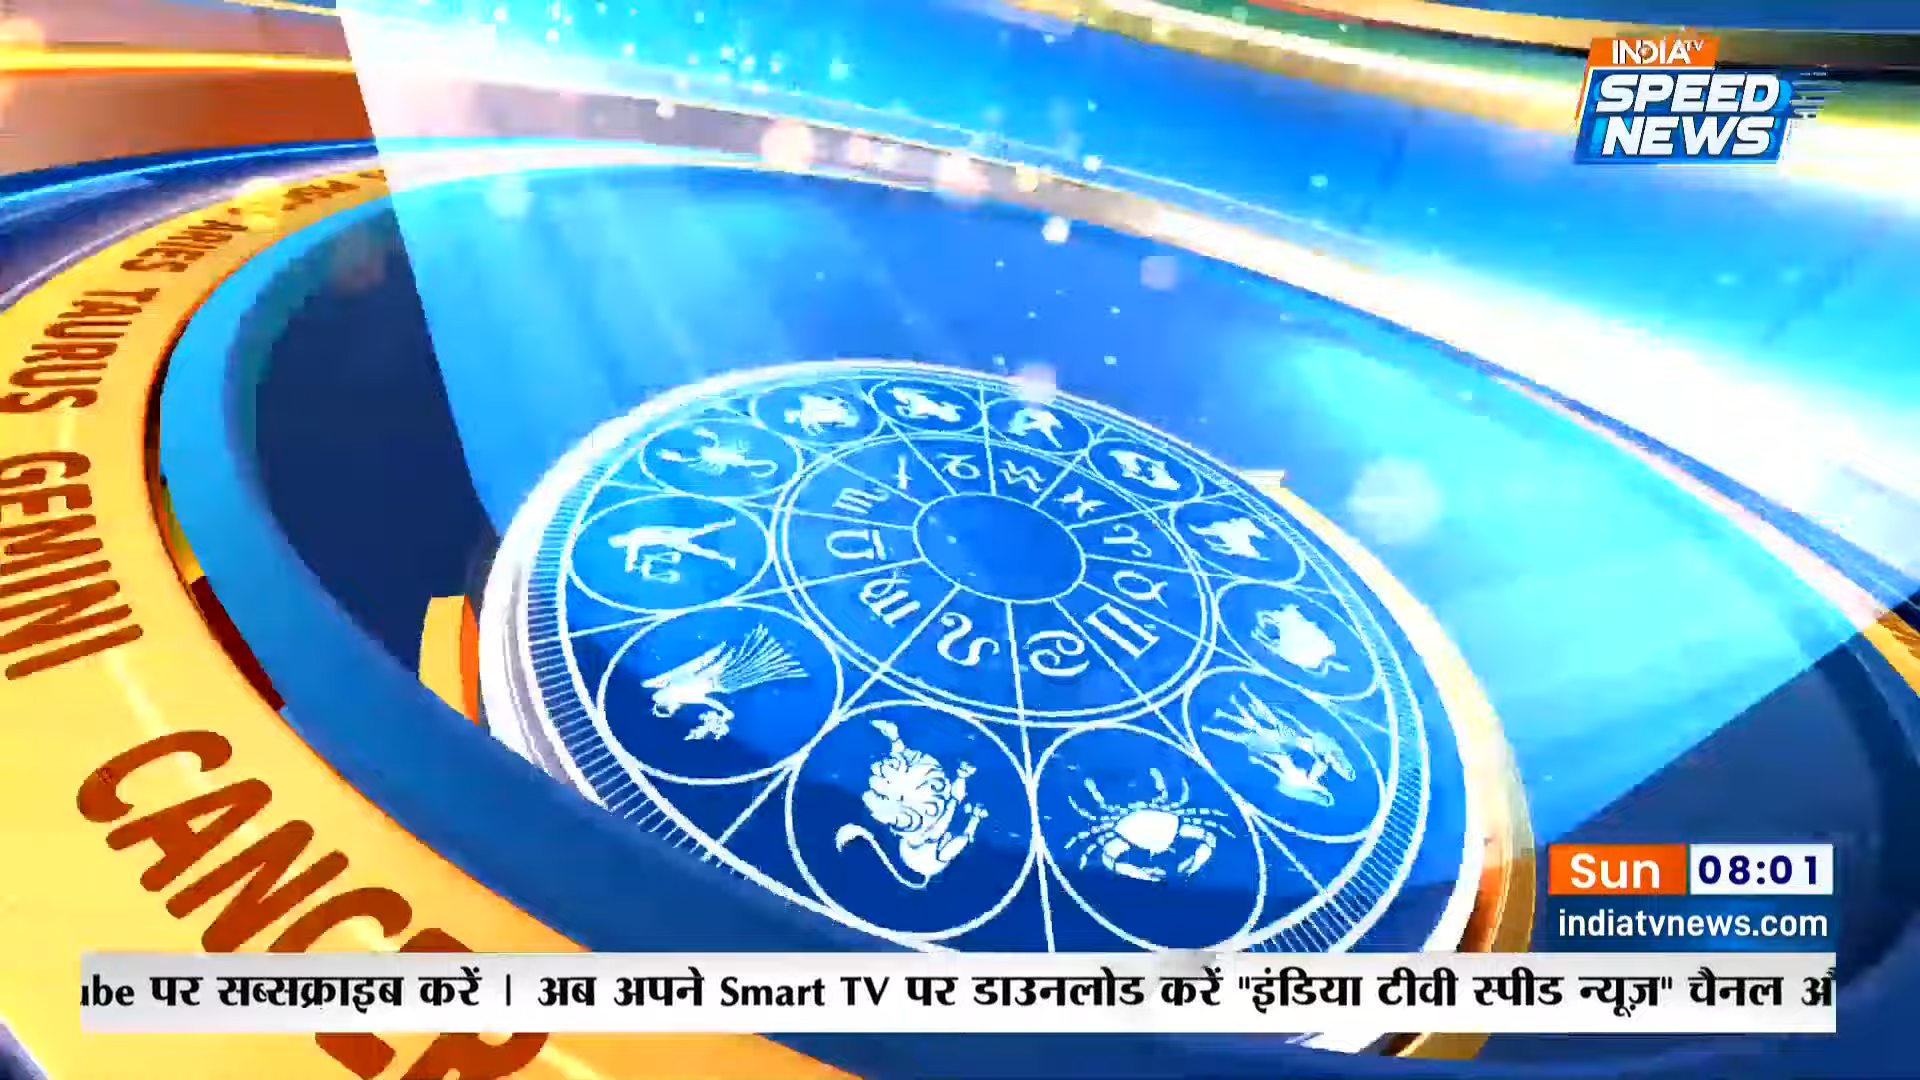 INDIA TV
SPEED
NEWS
ARIES TAURUS GEMINI CANCER
Sun 08:01
indiatvnews.com
ube पर सब्सक्राइब करें | अब अपने Smart TV पर डाउनलोड करें "इंडिया टीवी स्पीड न्यूज़" चैनल औ